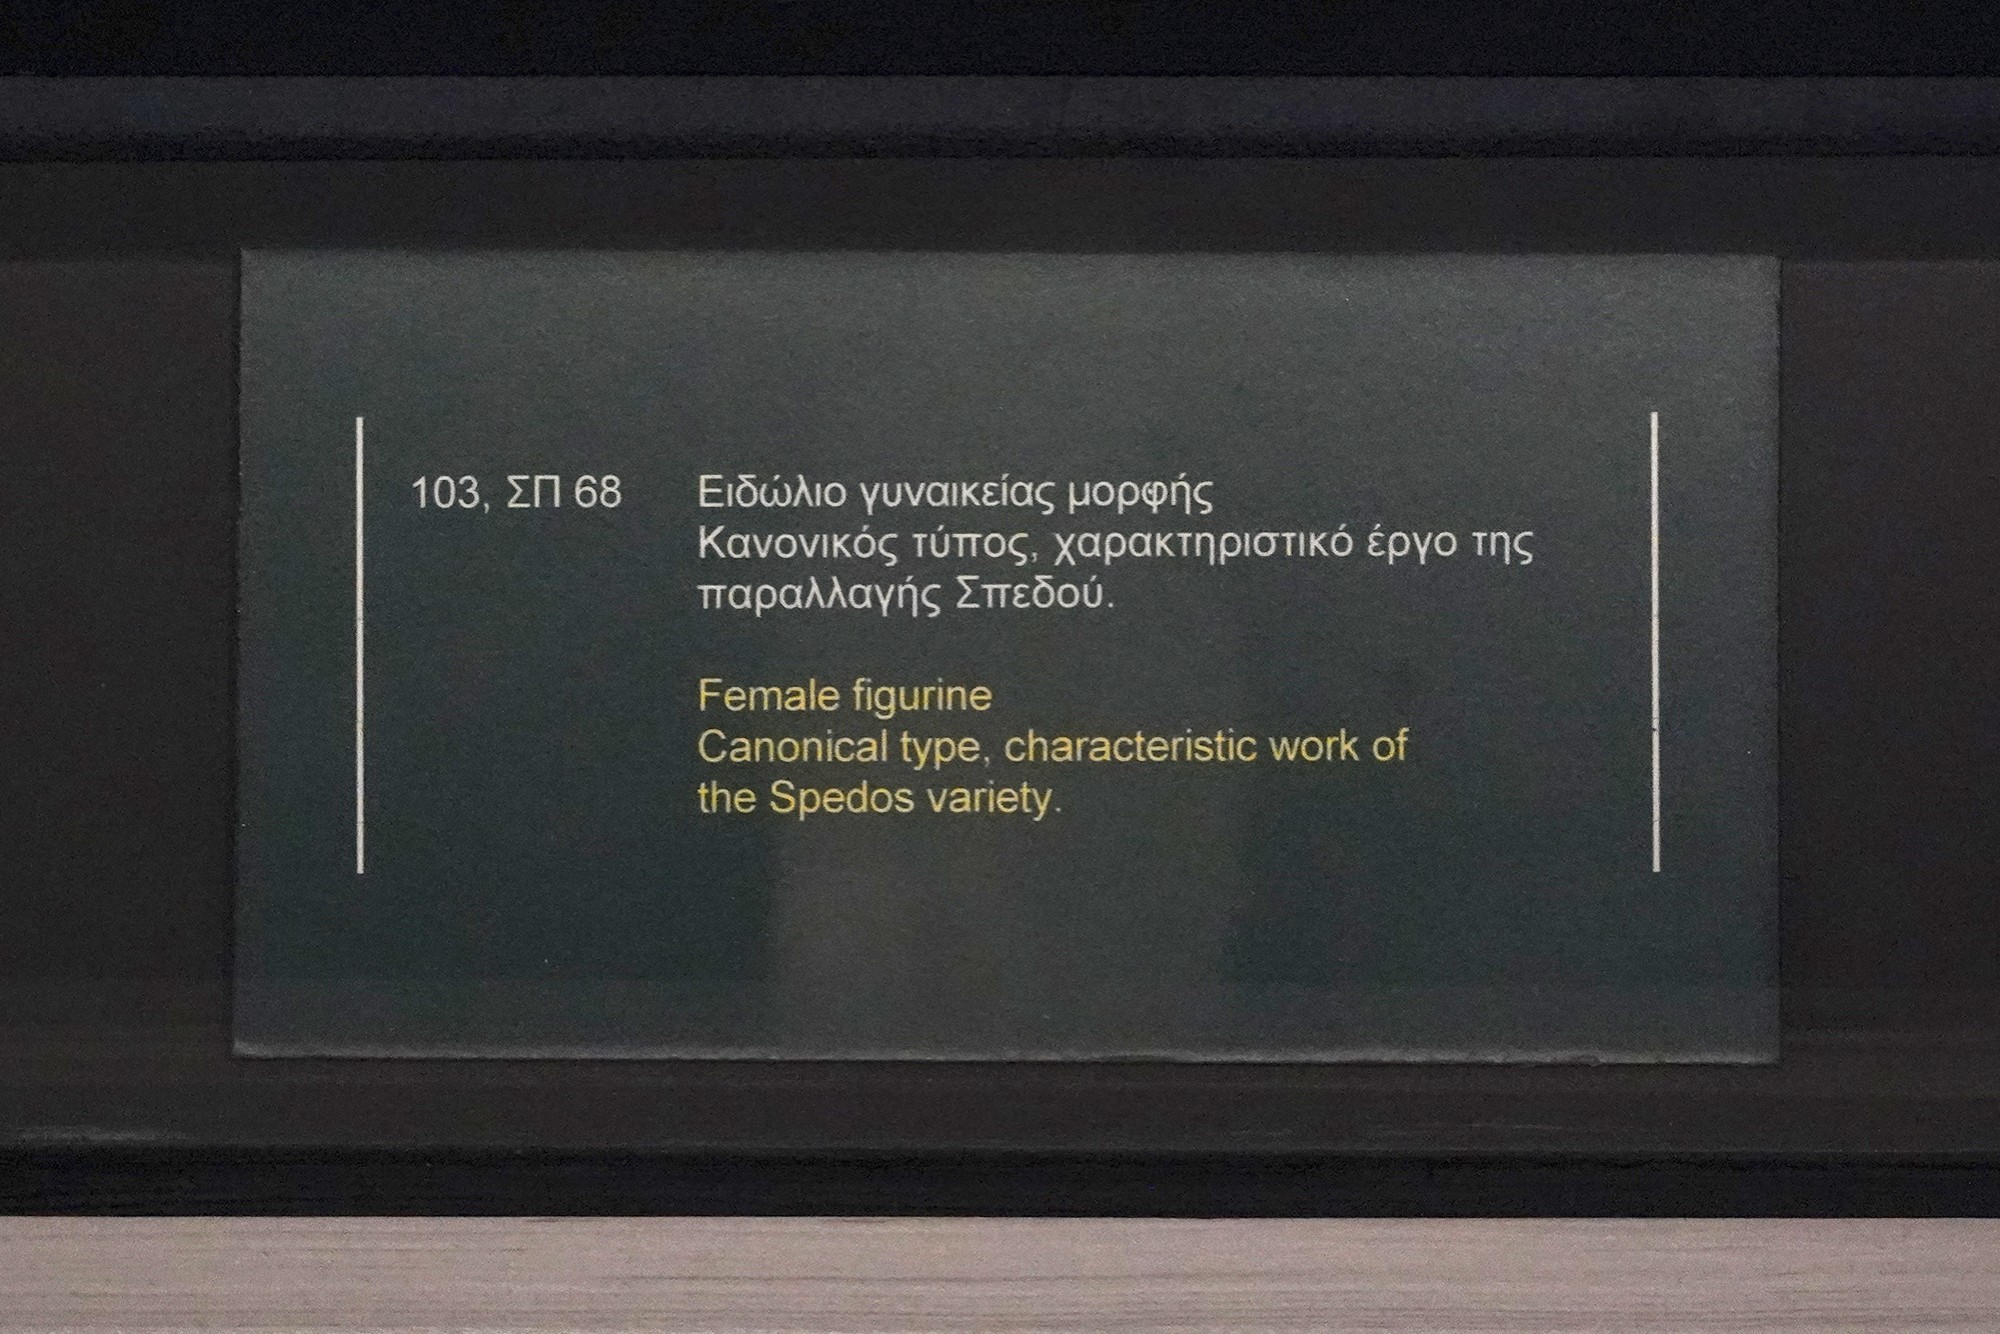 103, ΣΠ 68 Ειδώλιο γυναικείας μορφής
Κανονικός τύπος, χαρακτηριστικό έργο της
παραλλαγής Σπεδού.
Female figurine
Canonical type, characteristic work of
the Spedos variety.